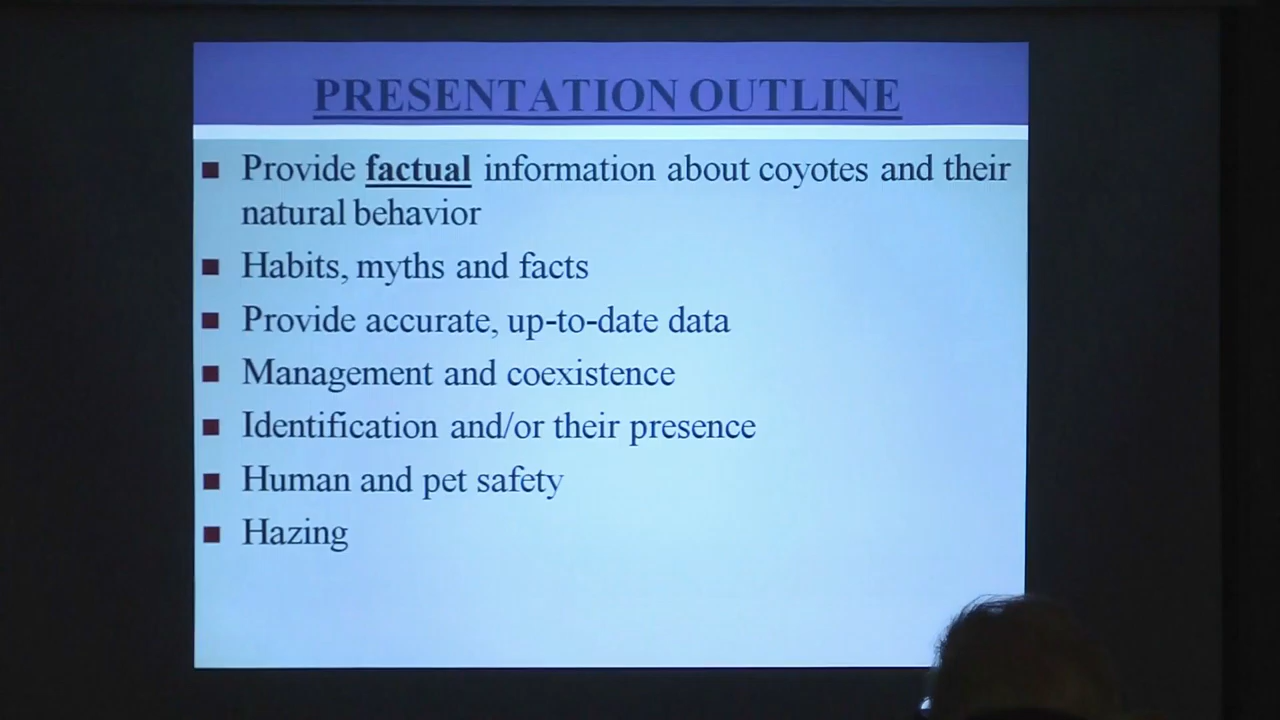 PRESENTATION OUTLINE
Provide factual information about coyotes and their
natural behavior
Habits, myths and facts
Provide accurate, up-to-date data
Management and coexistence
Identification and/or their presence
Human and pet safety
Hazing